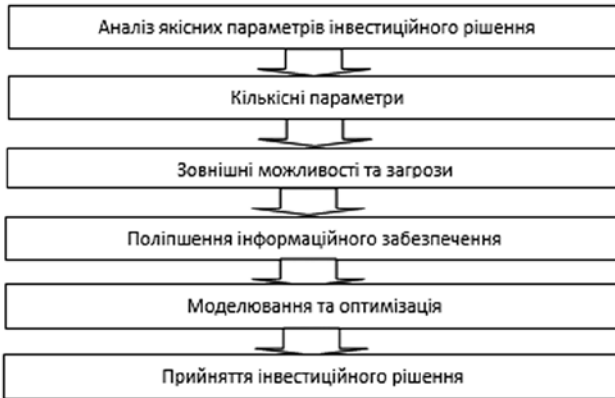 Аналіз якісних параметрів інвестиційного рішення
Кількісні параметри
Зовнішні можливості та загрози
Поліпшення інформаційного забезпечення
Моделювання та оптимізація
Прийняття інвестиційного рішення